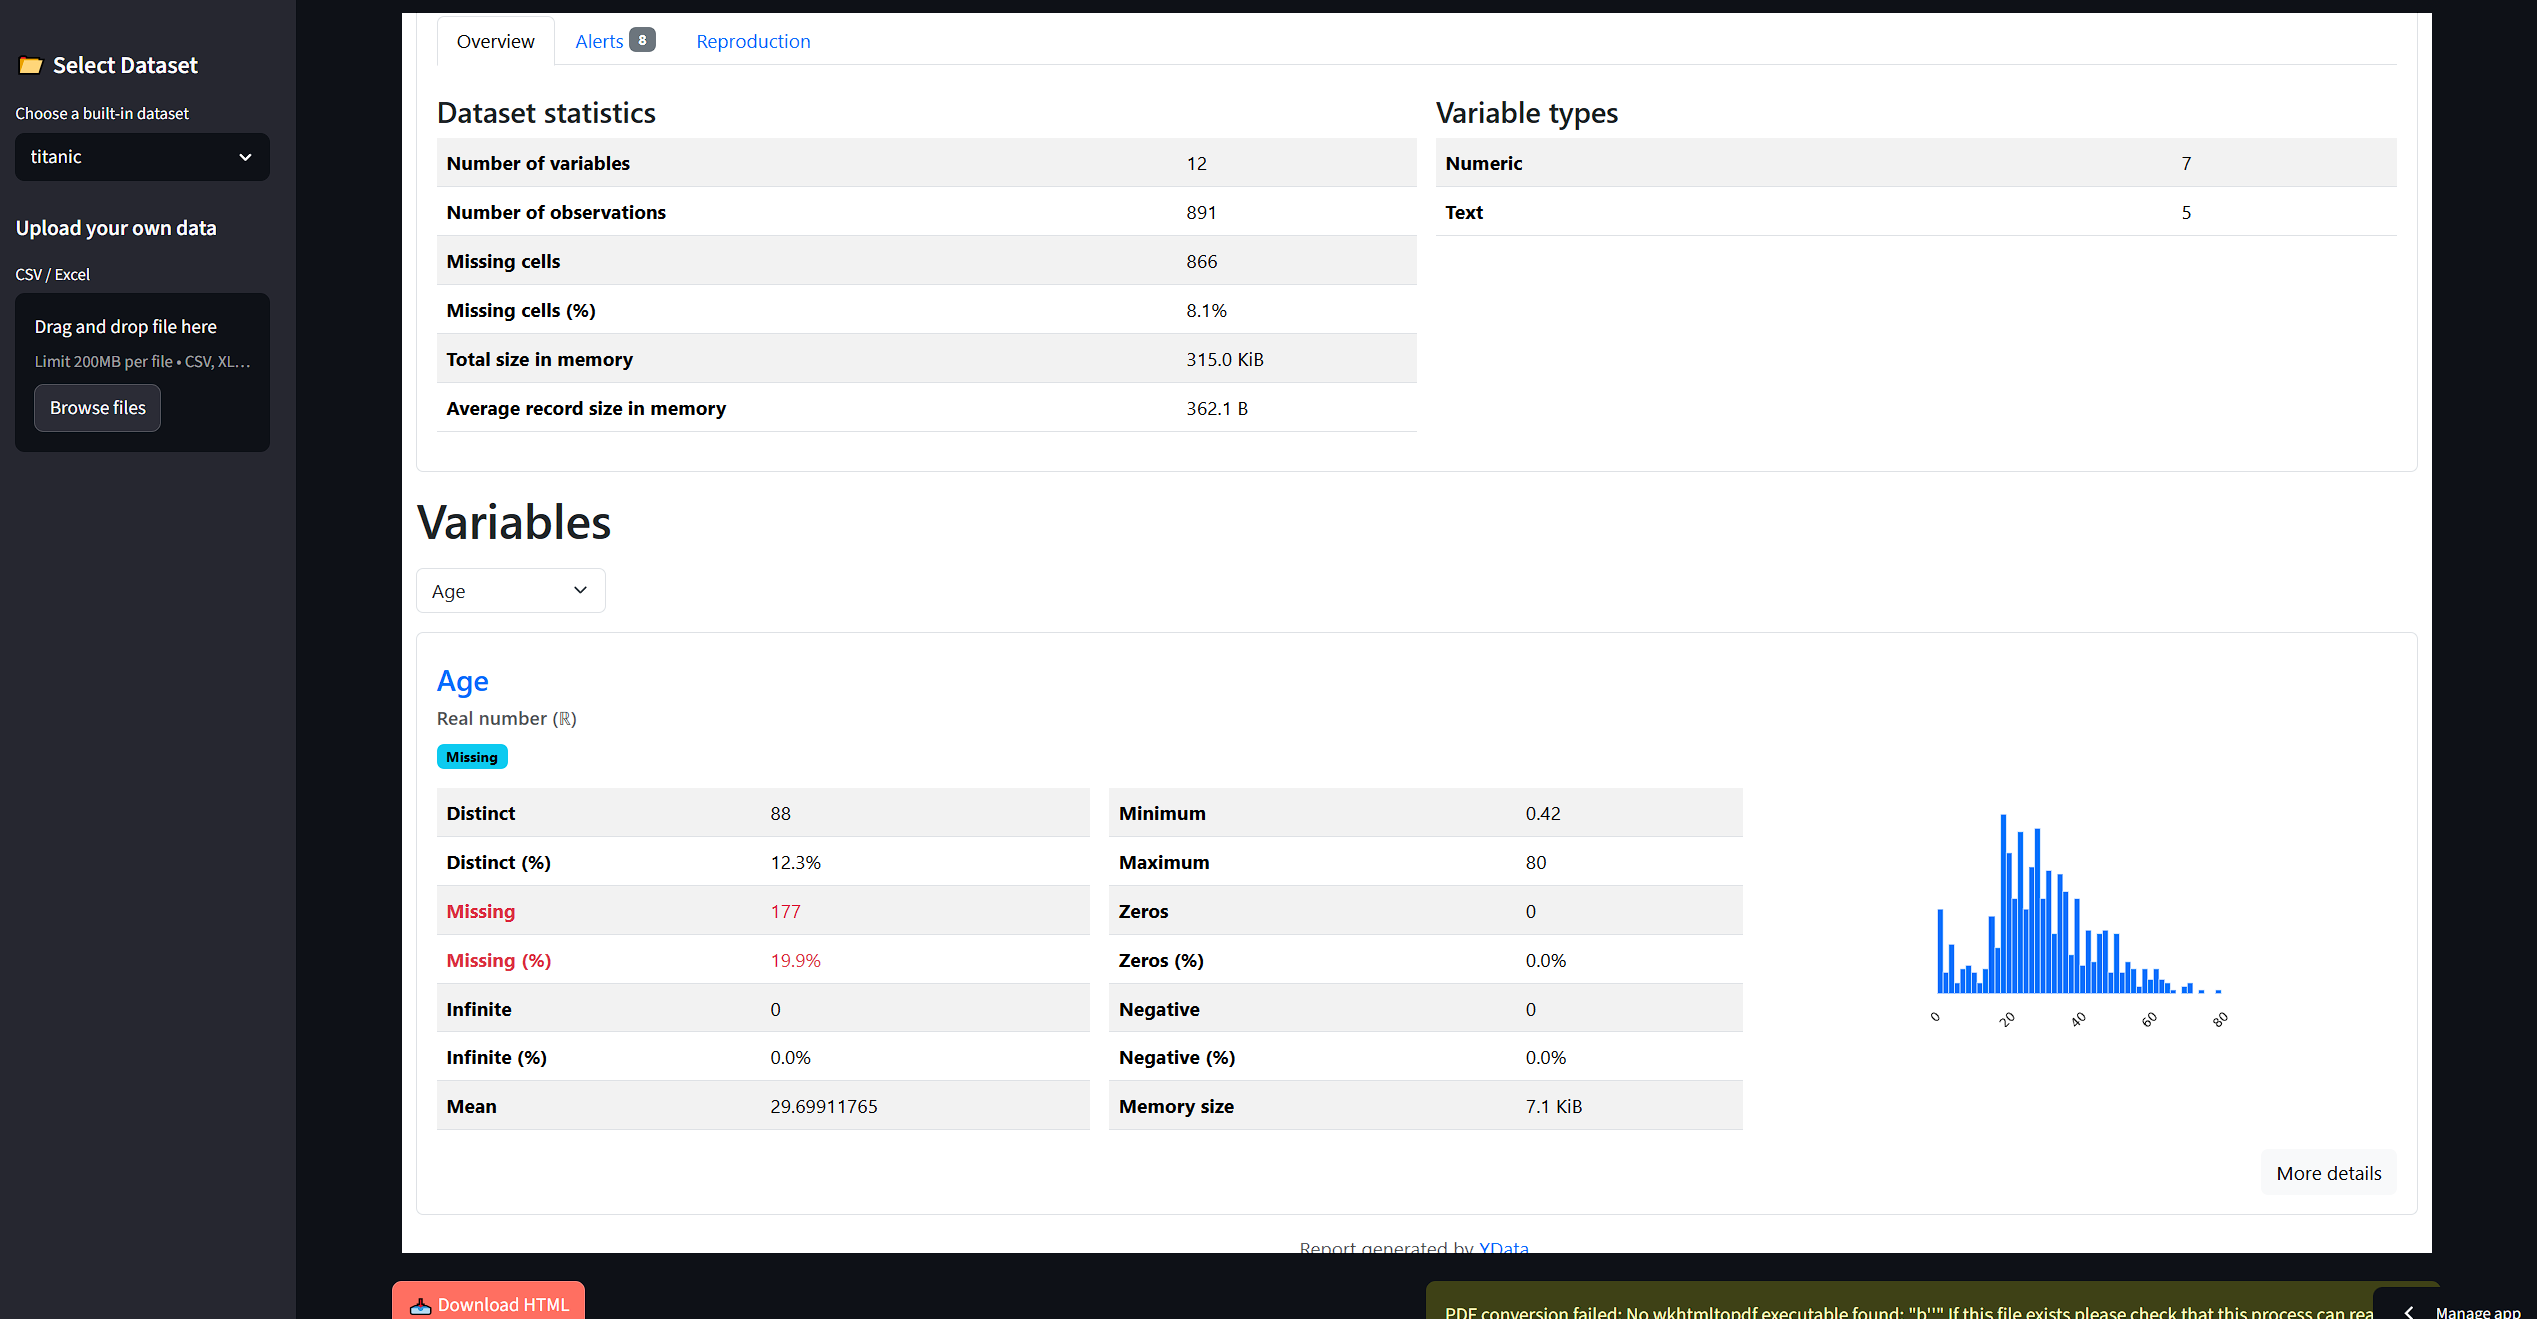 Select Dataset
Choose a built-in dataset
titanic
Upload your own data
CSV / Excel
Drag and drop file here
Limit 200MB per file • CSV, XL…
Browse files
Overview Alerts 8 Reproduction
Dataset statistics
Number of variables 12
Number of observations 891
Missing cells 866
Missing cells (%) 8.1%
Total size in memory 315.0 KiB
Average record size in memory 362.1 B
Variable types
Numeric 7
Text 5
Variables
Age
Age
Real number (ℝ)
Missing
Distinct 88
Distinct (%) 12.3%
Missing 177
Missing (%) 19.9%
Infinite 0
Infinite (%) 0.0%
Mean 29.69911765
Minimum 0.42
Maximum 80
Zeros 0
Zeros (%) 0.0%
Negative 0
Negative (%) 0.0%
Memory size 7.1 KiB
0 20 40 60 80
More details
Report generated by YData
Download HTML
PDF conversion failed: No wkhtmltopdf executable found: "b''" If this file exists please check that this process can rea
Manage app